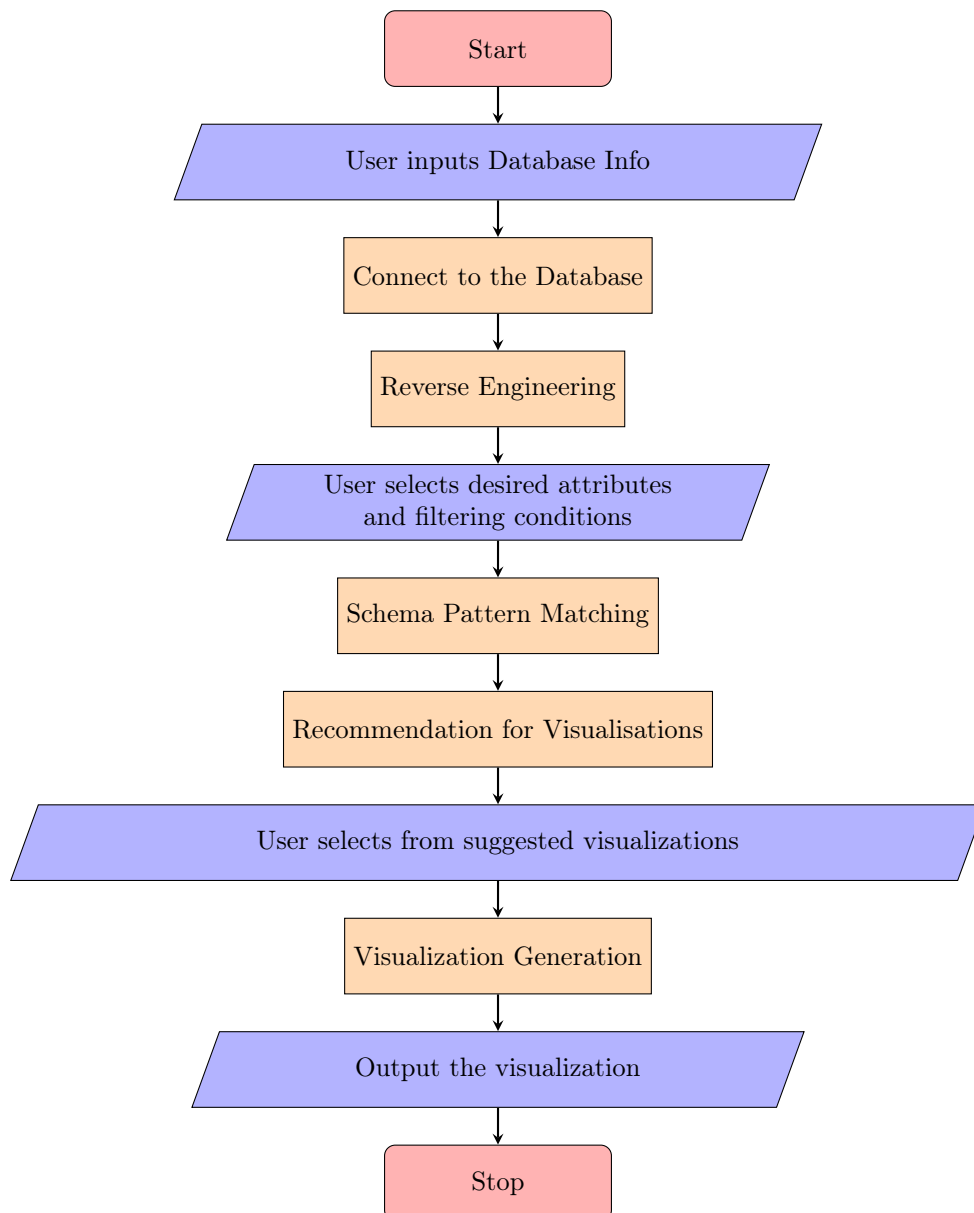 Start
User inputs Database Info
Connect to the Database
Reverse Engineering
User selects desired attributes
and filtering conditions
Schema Pattern Matching
Recommendation for Visualisations
User selects from suggested visualizations
Visualization Generation
Output the visualization
Stop